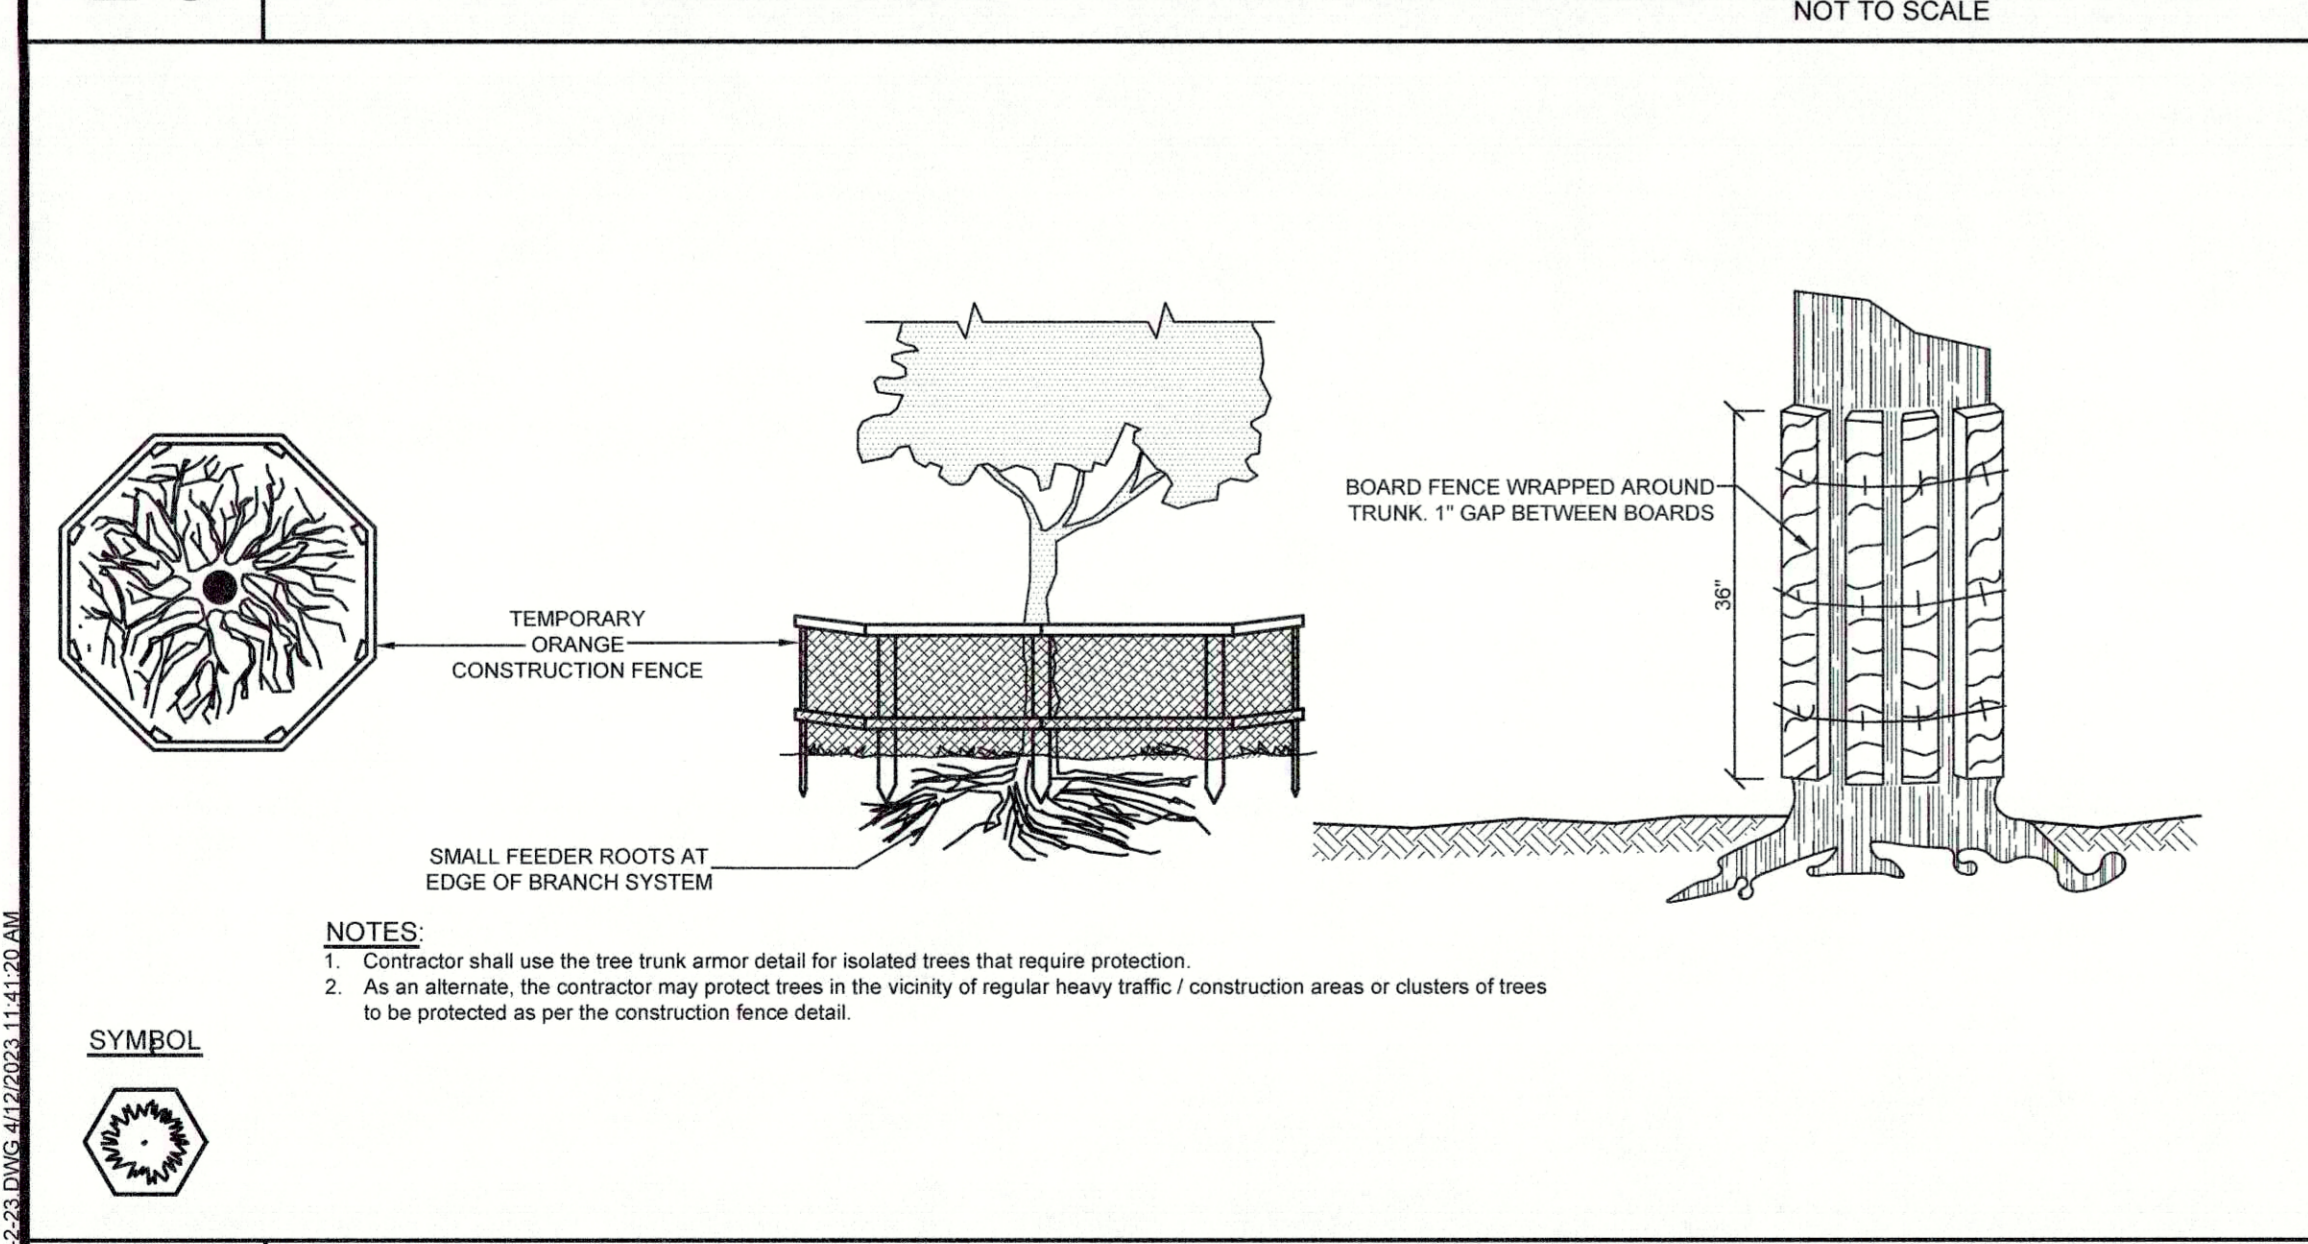 NOT TO SCALE
BOARD FENCE WRAPPED AROUND
TRUNK. 1" GAP BETWEEN BOARDS
36"
TEMPORARY
ORANGE
CONSTRUCTION FENCE
SMALL FEEDER ROOTS AT
EDGE OF BRANCH SYSTEM
NOTES:
1. Contractor shall use the tree trunk armor detail for isolated trees that require protection.
2. As an alternate, the contractor may protect trees in the vicinity of regular heavy traffic / construction areas or clusters of trees
to be protected as per the construction fence detail.
SYMBOL
2-23.DWG 4/12/2023 11:41:20 AM